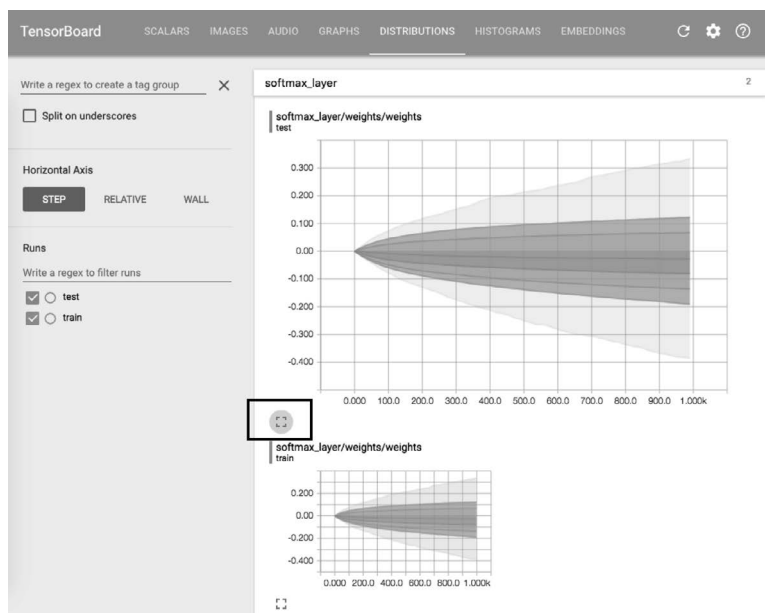 TensorBoard SCALARS IMAGES AUDIO GRAPHS DISTRIBUTIONS HISTOGRAMS EMBEDDINGS
Write a regex to create a tag group
Split on underscores
Horizontal Axis
STEP RELATIVE WALL
Runs
Write a regex to filter runs
test
train
softmax_layer 2
softmax_layer/weights/weights
test
0.300
0.200
0.100
0.00
-0.100
-0.200
-0.300
-0.400
0.000 100.0 200.0 300.0 400.0 500.0 600.0 700.0 800.0 900.0 1.000k
softmax_layer/weights/weights
train
0.200
0.00
-0.200
-0.400
0.000 200.0 400.0 600.0 800.0 1.000k